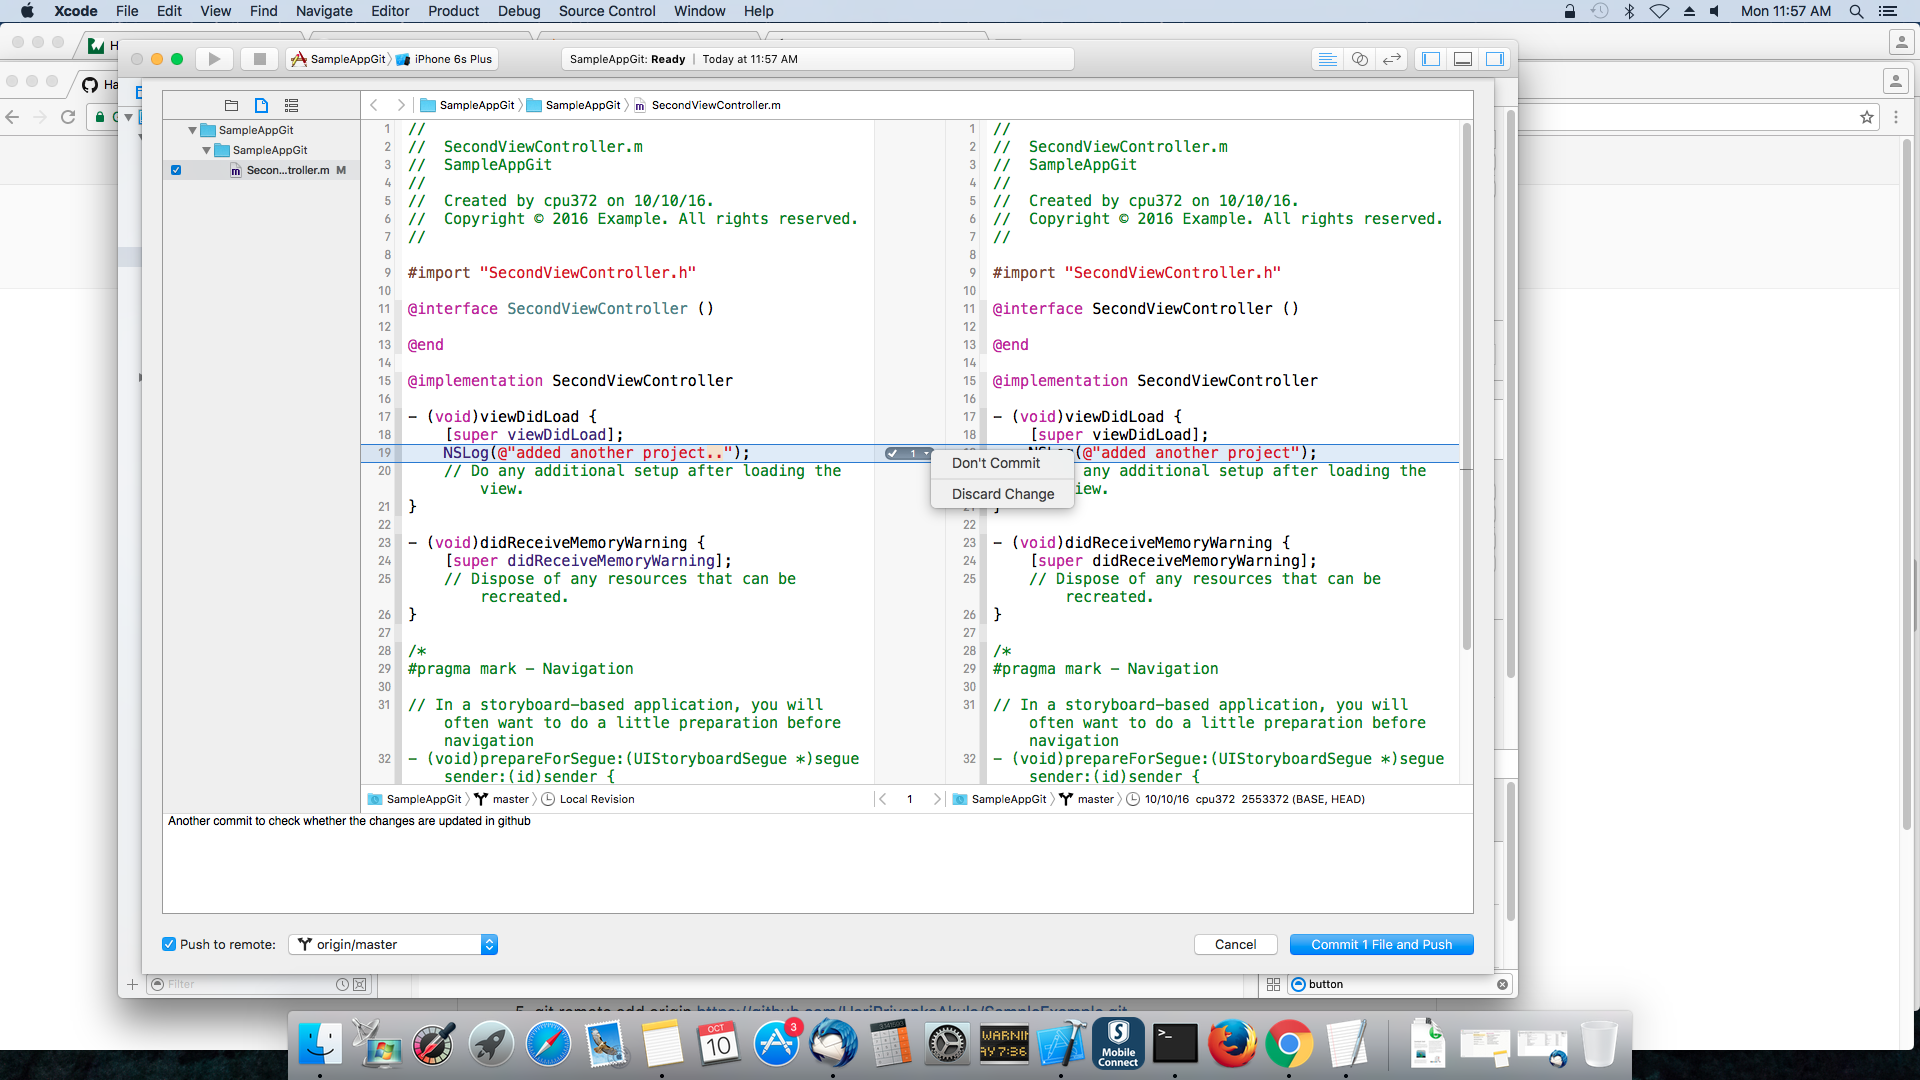 Xcode File Edit View Find Navigate Editor Product Debug Source Control Window Help Mon 11:57 AM
SampleAppGit iPhone 6s Plus SampleAppGit: Ready Today at 11:57 AM
Ha
SampleAppGit SampleAppGit SecondViewController.m
SampleAppGit
SampleAppGit
Secon...troller.m M
1 //
2 // SecondViewController.m
3 // SampleAppGit
4 //
5 // Created by cpu372 on 10/10/16.
6 // Copyright © 2016 Example. All rights reserved.
7 //
8
9 #import "SecondViewController.h"
10
11 @interface SecondViewController ()
12
13 @end
14
15 @implementation SecondViewController
16
17 - (void)viewDidLoad {
18 [super viewDidLoad];
19 NSLog(@"added another project..");
20 // Do any additional setup after loading the
view.
21 }
22
23 - (void)didReceiveMemoryWarning {
24 [super didReceiveMemoryWarning];
25 // Dispose of any resources that can be
recreated.
26 }
27
28 /*
29 #pragma mark - Navigation
30
31 // In a storyboard-based application, you will
often want to do a little preparation before
navigation
32 - (void)prepareForSegue:(UIStoryboardSegue *)segue
sender:(id)sender {
1
Don't Commit
Discard Change
1 //
2 // SecondViewController.m
3 // SampleAppGit
4 //
5 // Created by cpu372 on 10/10/16.
6 // Copyright © 2016 Example. All rights reserved.
7 //
8
9 #import "SecondViewController.h"
10
11 @interface SecondViewController ()
12
13 @end
14
15 @implementation SecondViewController
16
17 - (void)viewDidLoad {
18 [super viewDidLoad];
(@"added another project");
any additional setup after loading the
iew.
}
22
23 - (void)didReceiveMemoryWarning {
24 [super didReceiveMemoryWarning];
25 // Dispose of any resources that can be
recreated.
26 }
27
28 /*
29 #pragma mark - Navigation
30
31 // In a storyboard-based application, you will
often want to do a little preparation before
navigation
32 - (void)prepareForSegue:(UIStoryboardSegue *)segue
sender:(id)sender {
SampleAppGit master Local Revision 1 SampleAppGit master 10/10/16 cpu372 2553372 (BASE, HEAD)
Another commit to check whether the changes are updated in github
Push to remote: origin/master Cancel Commit 1 File and Push
Filter button
5. git remote add origin https://github.com/HariPriyankaAkula/SampleExample.git
OCT
10
3
WARNIN
AY 7:36
S
Mobile
Connect